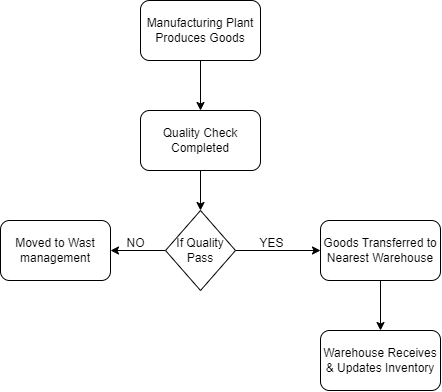 Manufacturing Plant
Produces Goods
Quality Check
Completed
If Quality
Pass
NO
YES
Moved to Wast
management
Goods Transferred to
Nearest Warehouse
Warehouse Receives
& Updates Inventory